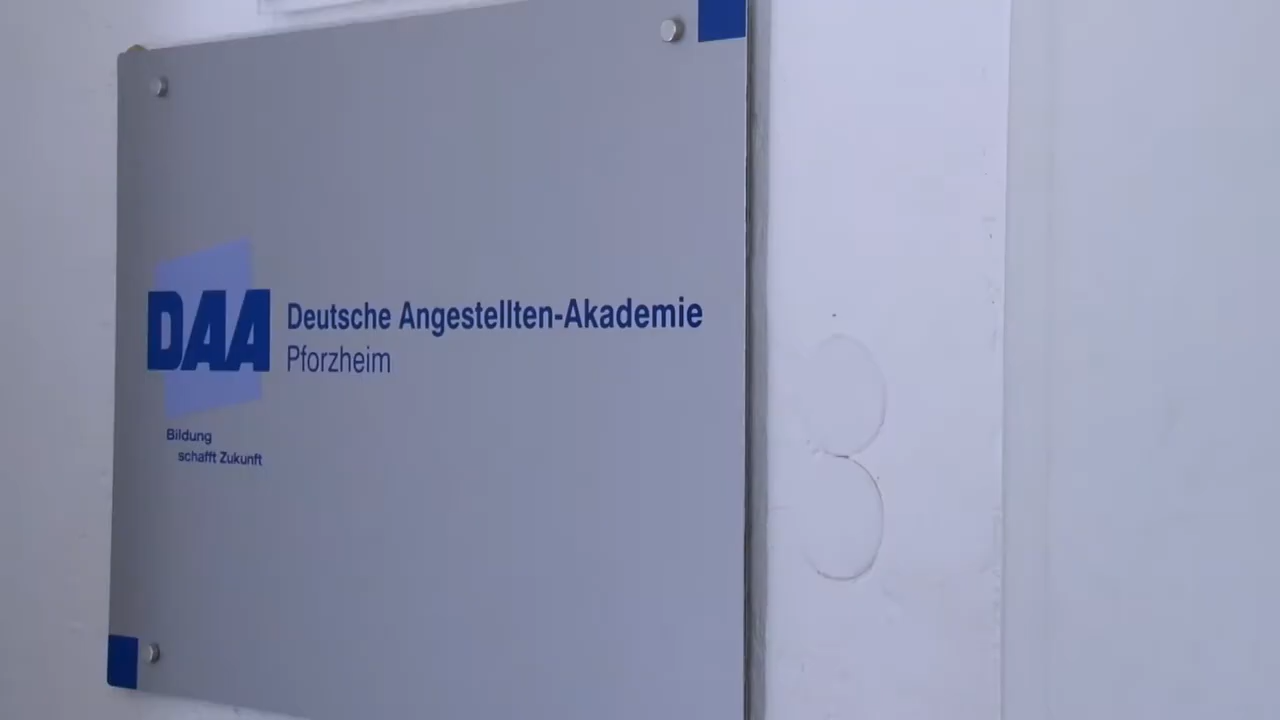 DAA
Deutsche Angestellten-Akademie
Pforzheim
Bildung
schafft Zukunft